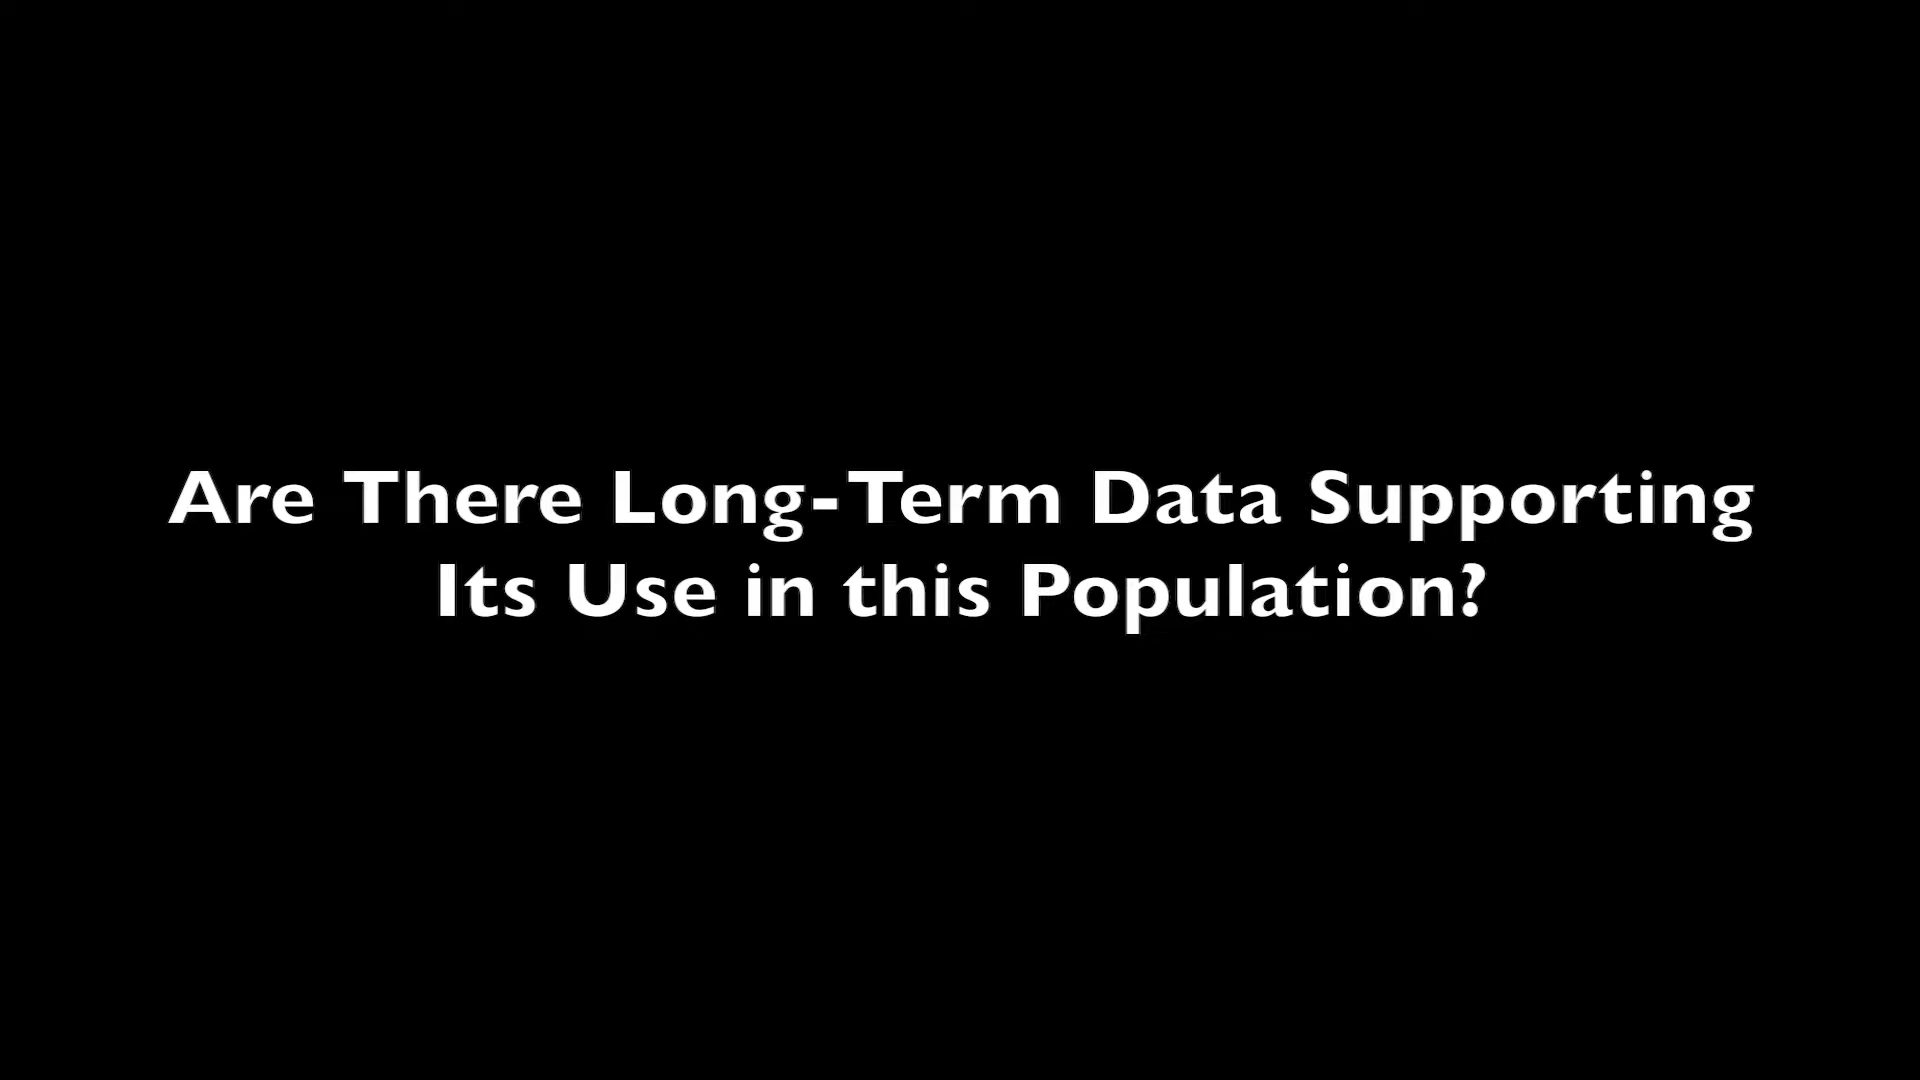 Are There Long-Term Data Supporting
Its Use in this Population?